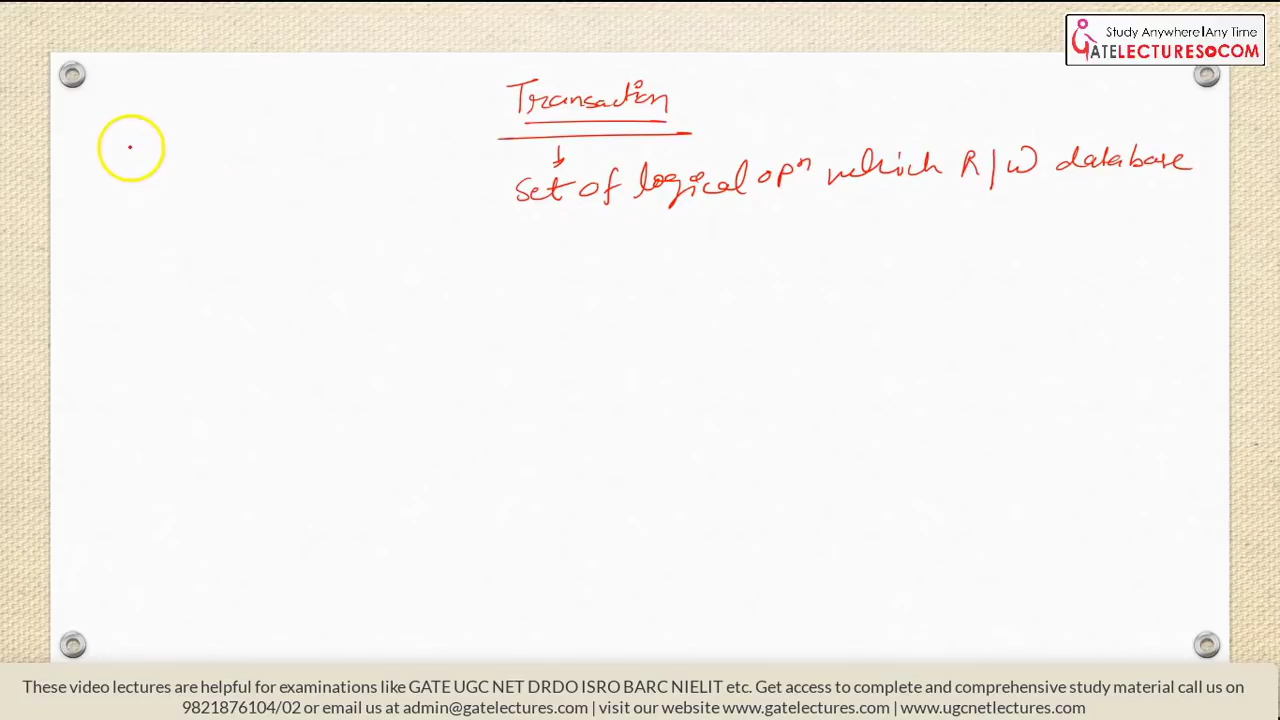 Study Anywhere|Any Time
GATELECTURES.COM
Transaction
set of logical opn which R/W database
These video lectures are helpful for examinations like GATE UGC NET DRDO ISRO BARC NIELIT etc. Get access to complete and comprehensive study material call us on
9821876104/02 or email us at admin@gatelectures.com | visit our website www.gatelectures.com | www.ugcnetlectures.com